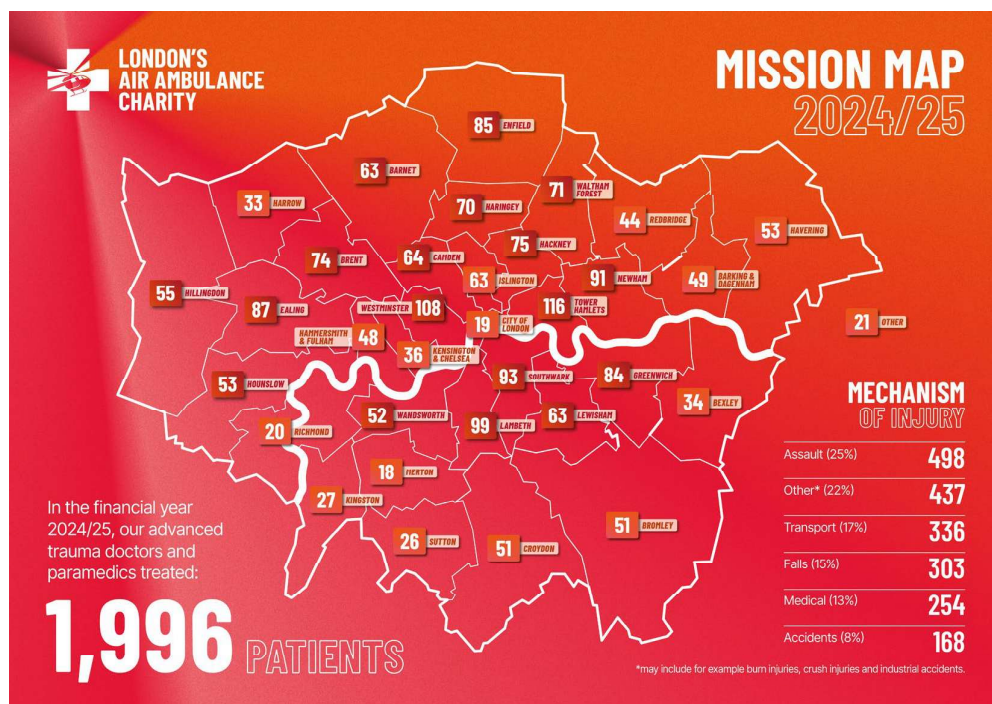 LONDON'S
AIR AMBULANCE
CHARITY
MISSION MAP
2024/25
85 ENFIELD
63 BARNET
71 WALTHAM
FOREST
33 HARROW
70 HARINGEY
44 REDBRIDGE
53 HAVERING
75 HACKNEY
74 BRENT
64 CAMDEN
63 ISLINGTON
91 NEWHAM
49 BARKING &
DAGENHAM
55 HILLINGDON
87 EALING
WESTMINSTER 108
116 TOWER
HAMLETS
19 CITY OF
LONDON
21 OTHER
HAMMERSMITH
& FULHAM 48
36 KENSINGTON
& CHELSEA
53 HOUNSLOW
93 SOUTHWARK
84 GREENWICH
34 BEXLEY
20 RICHMOND
52 WANDSWORTH
99 LAMBETH
63 LEWISHAM
18 MERTON
27 KINGSTON
26 SUTTON
51 CROYDON
51 BROMLEY
MECHANISM
OF INJURY
Assault (25%) 498
Other* (22%) 437
Transport (17%) 336
Falls (15%) 303
Medical (13%) 254
Accidents (8%) 168
*may include for example burn injuries, crush injuries and industrial accidents.
In the financial year
2024/25, our advanced
trauma doctors and
paramedics treated:
1,996 PATIENTS